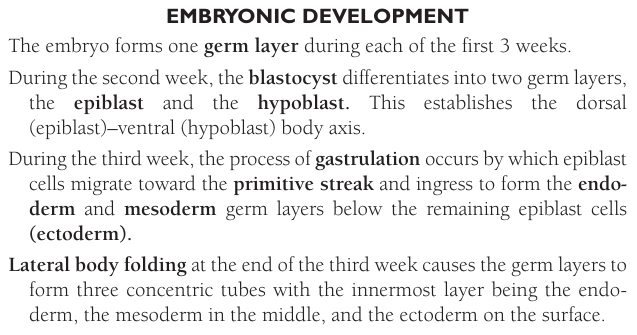 EMBRYONIC DEVELOPMENT
The embryo forms one germ layer during each of the first 3 weeks.
During the second week, the blastocyst differentiates into two germ layers,
the epiblast and the hypoblast. This establishes the dorsal
(epiblast)–ventral (hypoblast) body axis.
During the third week, the process of gastrulation occurs by which epiblast
cells migrate toward the primitive streak and ingress to form the endo-
derm and mesoderm germ layers below the remaining epiblast cells
(ectoderm).
Lateral body folding at the end of the third week causes the germ layers to
form three concentric tubes with the innermost layer being the endo-
derm, the mesoderm in the middle, and the ectoderm on the surface.